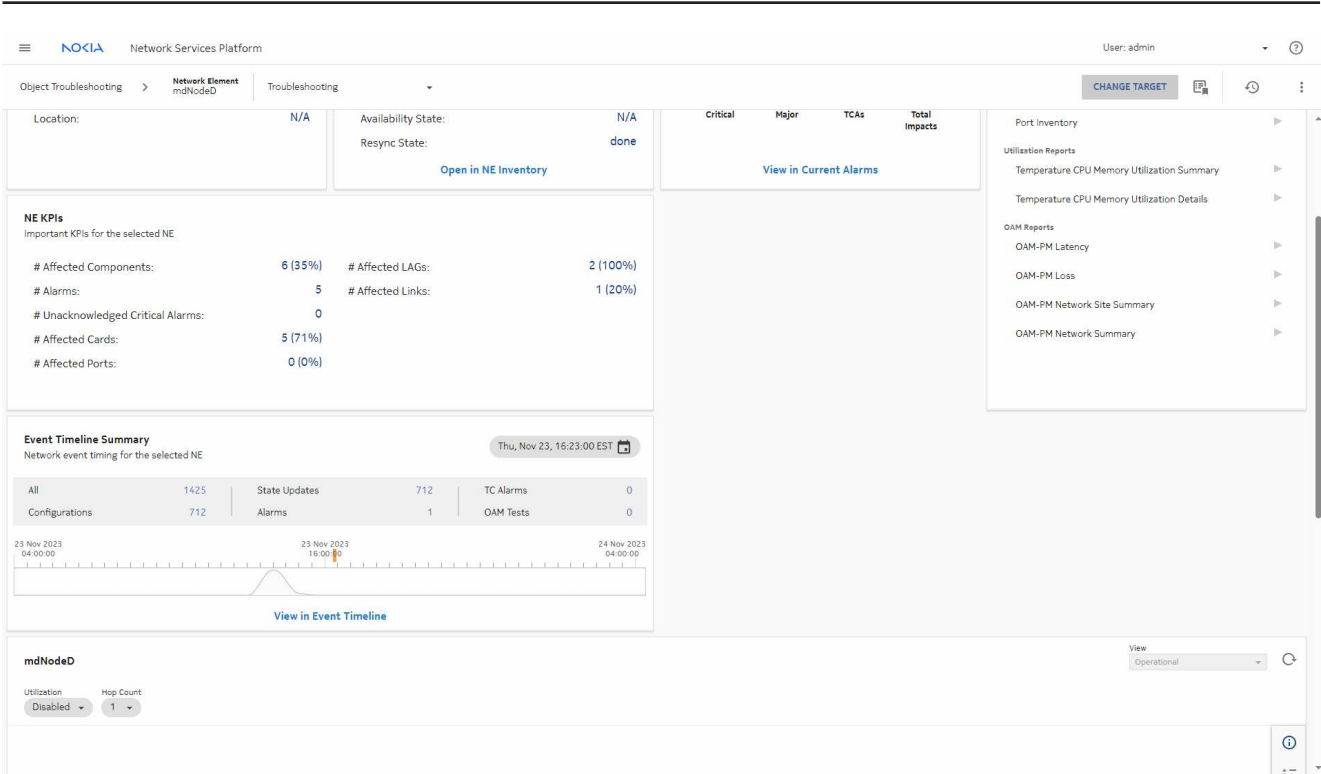 NOKIA Network Services Platform User: admin
Object Troubleshooting > Network Element mdNodeD Troubleshooting CHANGE TARGET
Location: N/A
Availability State: N/A
Resync State: done
Open in NE Inventory
Critical Major TCAs Total Impacts
View in Current Alarms
Port Inventory
Utilization Reports
Temperature CPU Memory Utilization Summary
Temperature CPU Memory Utilization Details
OAM Reports
OAM-PM Latency
OAM-PM Loss
OAM-PM Network Site Summary
OAM-PM Network Summary
NE KPIs
Important KPIs for the selected NE
# Affected Components: 6 (35%) # Affected LAGs: 2 (100%)
# Alarms: 5 # Affected Links: 1 (20%)
# Unacknowledged Critical Alarms: 0
# Affected Cards: 5 (71%)
# Affected Ports: 0 (0%)
Event Timeline Summary
Network event timing for the selected NE
Thu, Nov 23, 16:23:00 EST
All 1425 State Updates 712 TC Alarms 0
Configurations 712 Alarms 1 OAM Tests 0
23 Nov 2023 23 Nov 2023 24 Nov 2023
04:00:00 16:00:00 04:00:00
View in Event Timeline
mdNodeD
View
Operational
Utilization Hop Count
Disabled 1